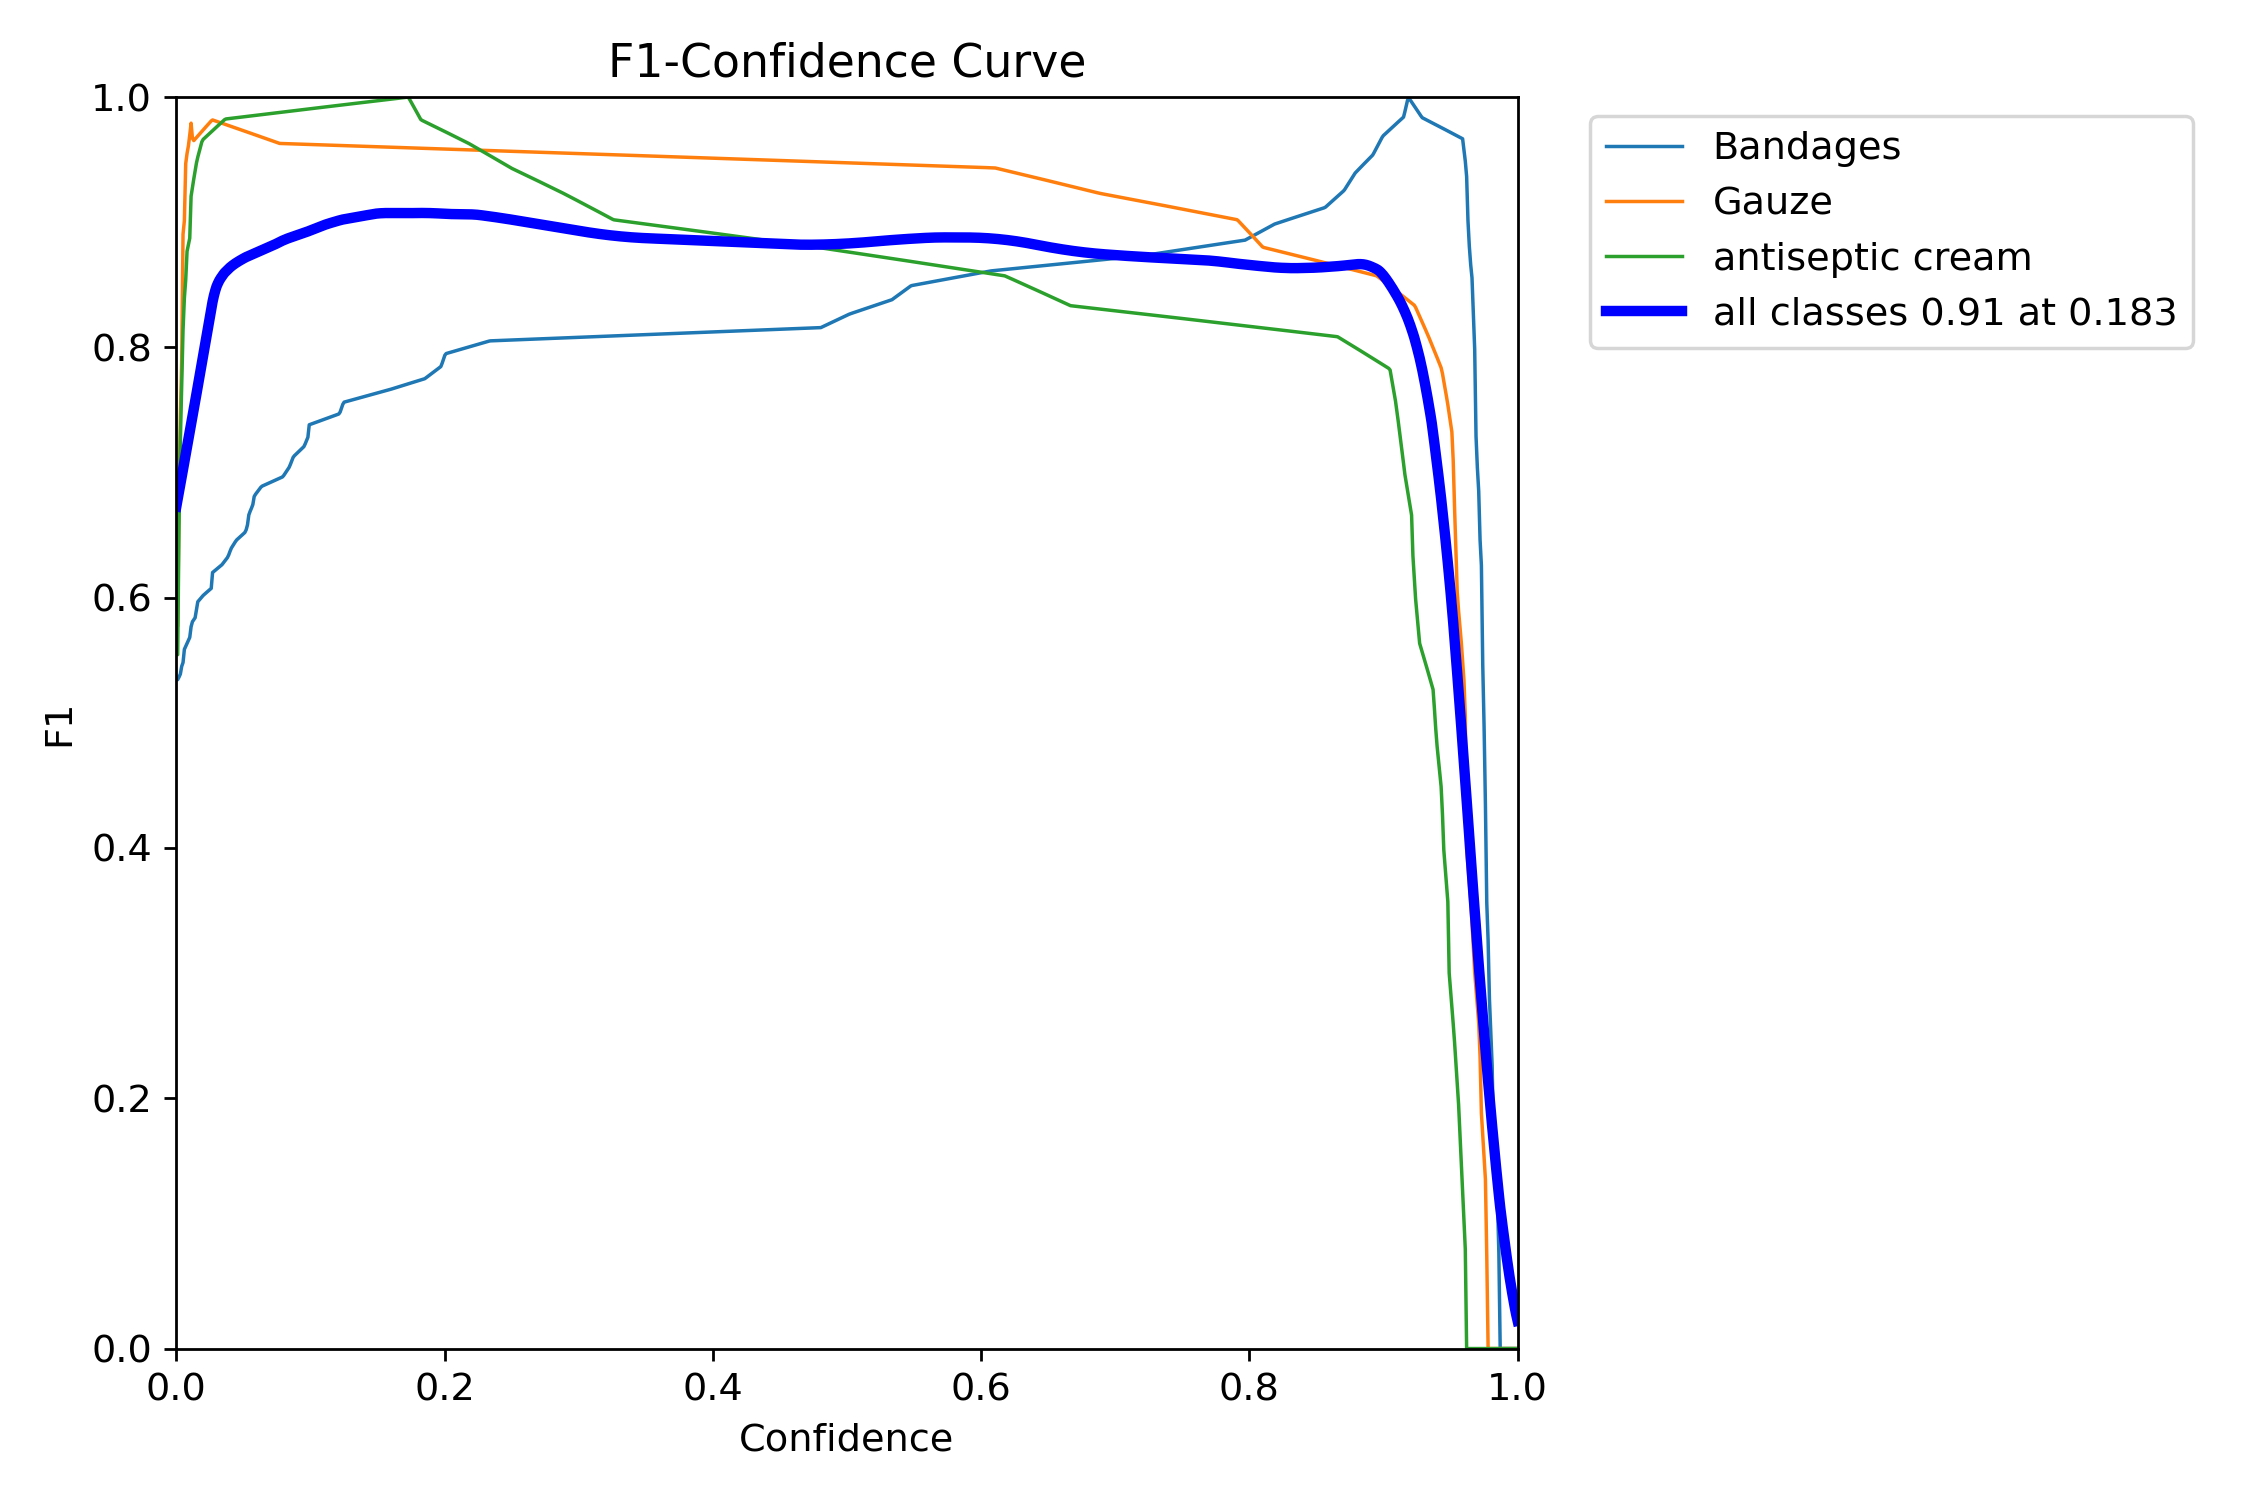 F1-Confidence Curve
1.0
0.8
0.6
0.4
0.2
0.0
F1
0.0 0.2 0.4 0.6 0.8 1.0
Confidence
Bandages
Gauze
antiseptic cream
all classes 0.91 at 0.183